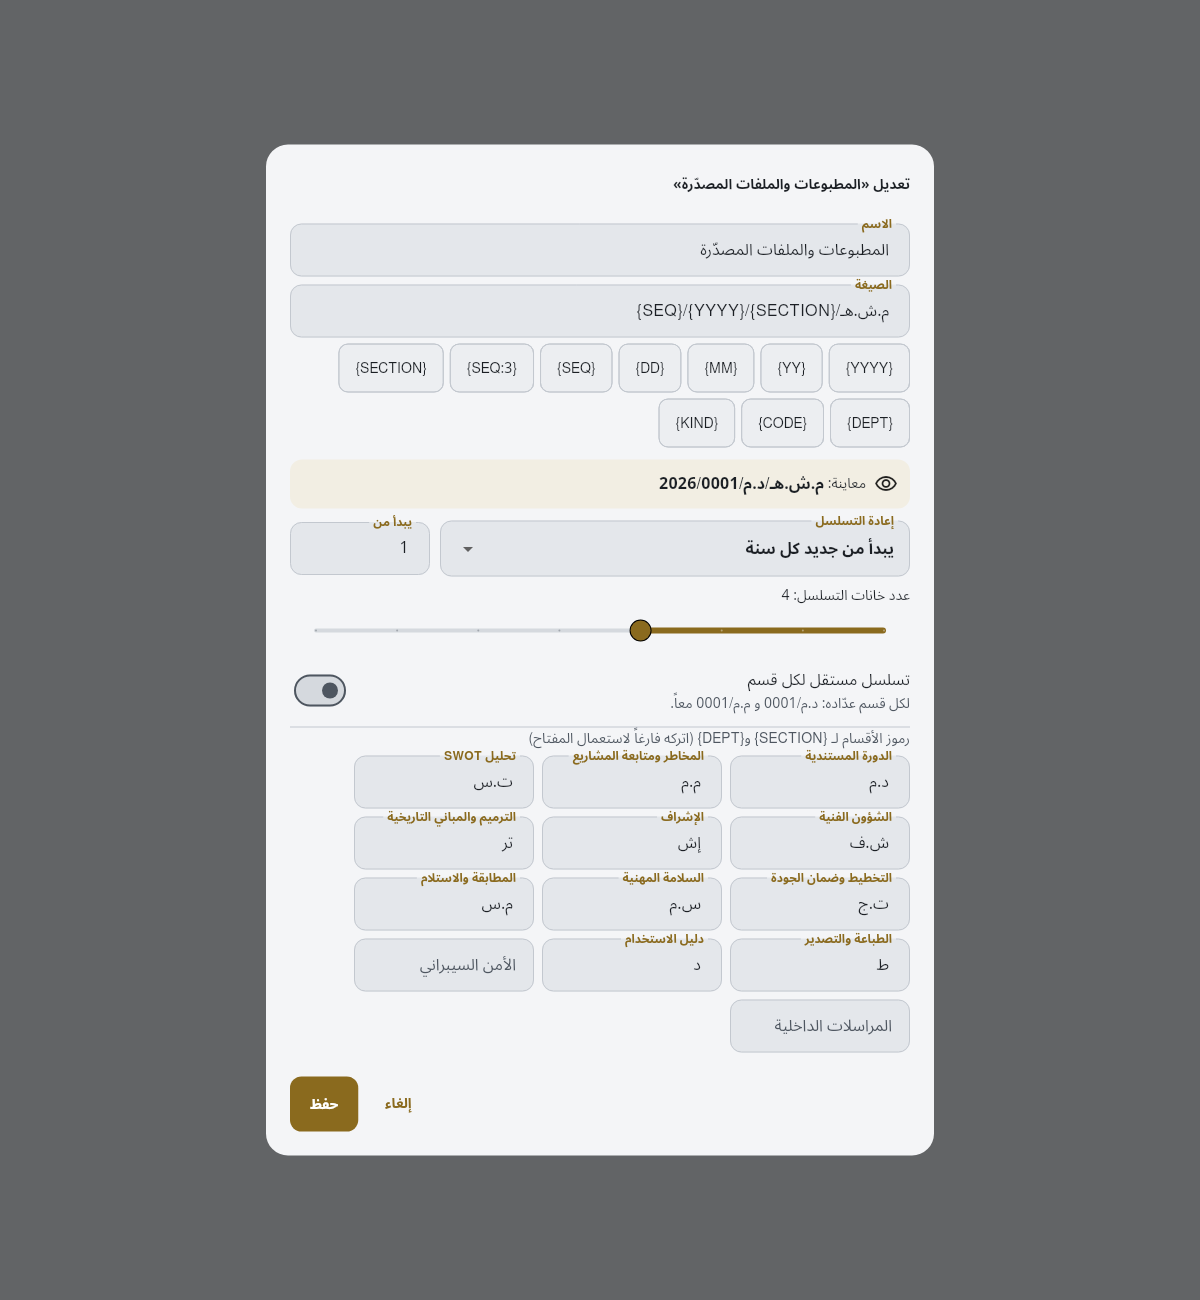 تعديل «المطبوعات والملفات المصدّرة»
الاسم
المطبوعات والملفات المصدّرة
الصيغة
م.ش.هـ/{SECTION}/{YYYY}/{SEQ}
{YYYY} {YY} {MM} {DD} {SEQ} {SEQ:3} {SECTION}
{DEPT} {CODE} {KIND}
معاينة: م.ش.هـ/د.م/2026/0001
إعادة التسلسل
يبدأ من جديد كل سنة
يبدأ من
1
عدد خانات التسلسل: 4
تسلسل مستقل لكل قسم
لكل قسم عدّاده: د.م/0001 و م.م/0001 معاً.
رموز الأقسام لـ {SECTION} و{DEPT} (اتركه فارغاً لاستعمال المفتاح)
الدورة المستندية
د.م
المخاطر ومتابعة المشاريع
م.م
تحليل SWOT
ت.س
الشؤون الفنية
ش.ف
الإشراف
إش
الترميم والمباني التاريخية
تر
التخطيط وضمان الجودة
ت.ج
السلامة المهنية
س.م
المطابقة والاستلام
م.س
الطباعة والتصدير
ط
دليل الاستخدام
د
الأمن السيبراني
المراسلات الداخلية
إلغاء
حفظ